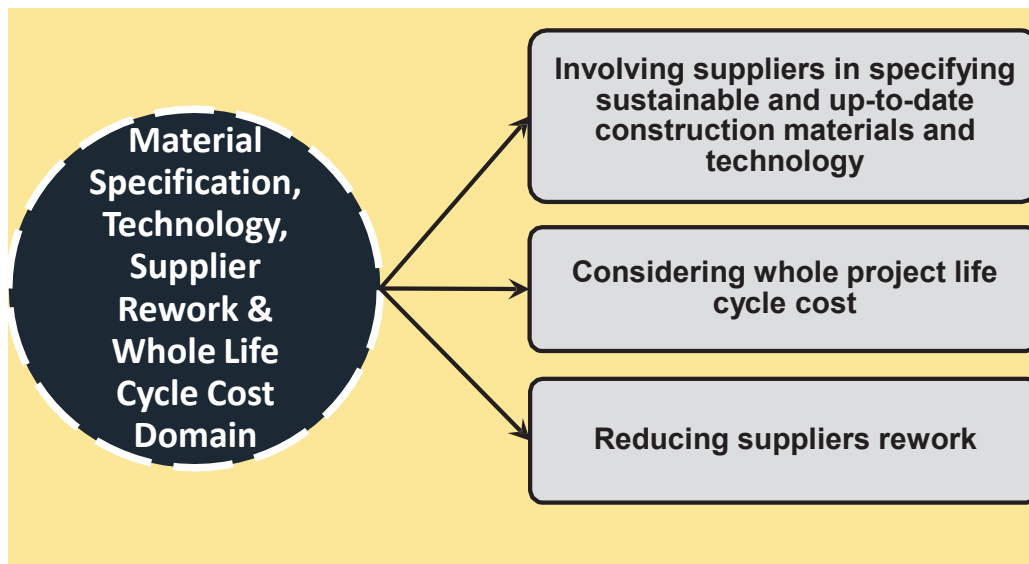 Material
Specification,
Technology,
Supplier
Rework &
Whole Life
Cycle Cost
Domain
Involving suppliers in specifying
sustainable and up-to-date
construction materials and
technology
Considering whole project life
cycle cost
Reducing suppliers rework